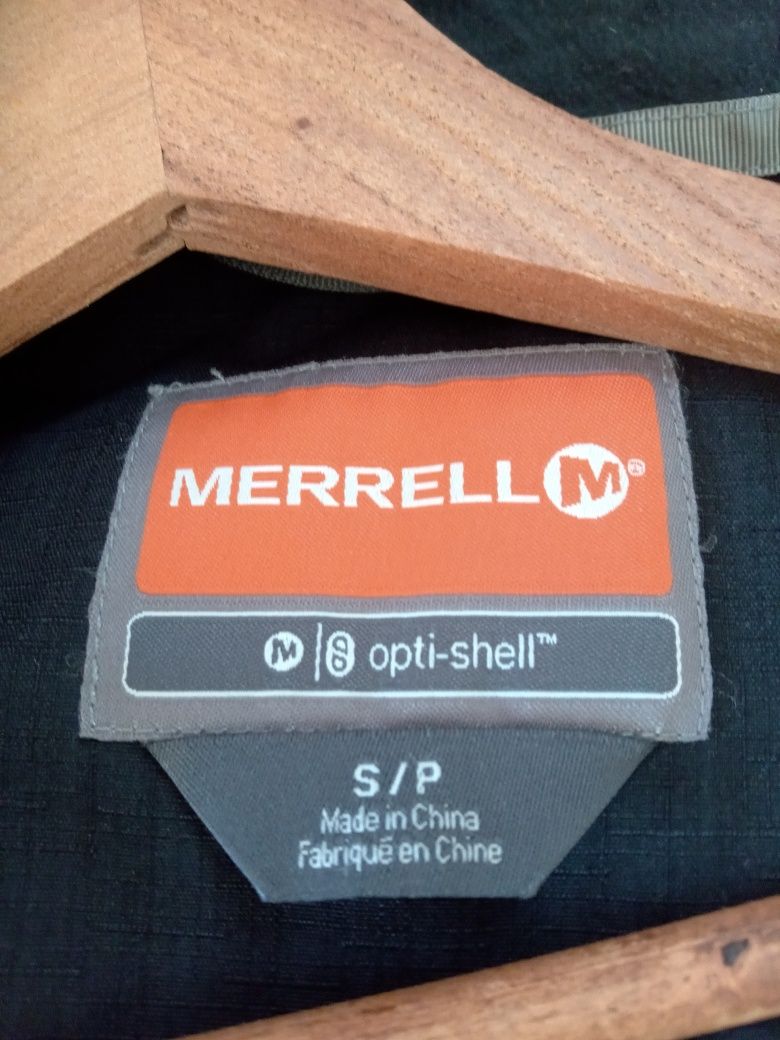 MERRELL M®
M opti-shell™
S / P
Made in China
Fabriqué en Chine